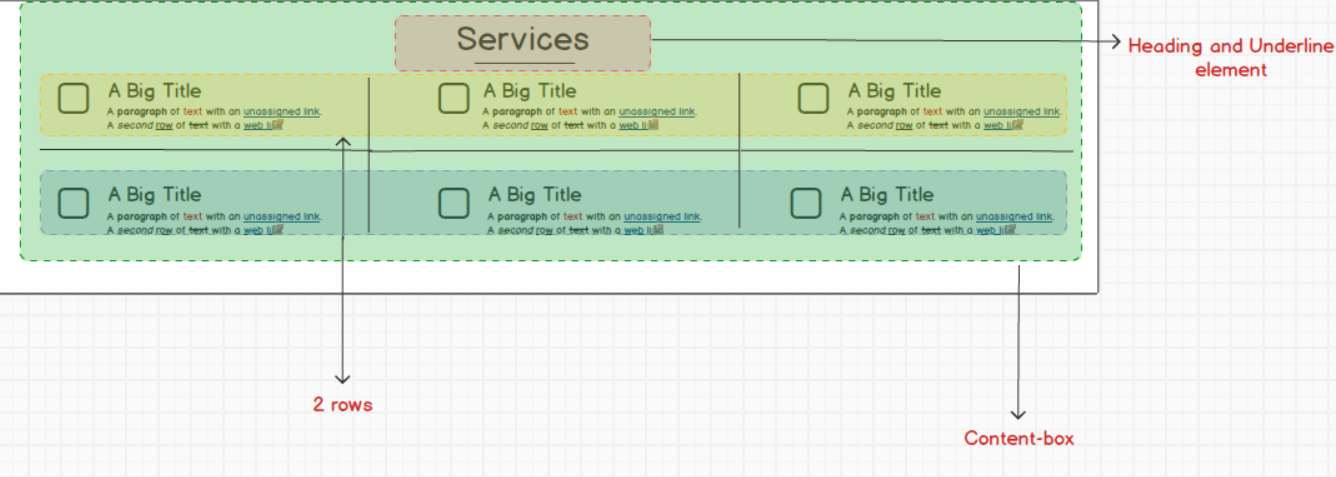 Services
Heading and Underline
element
A Big Title
A paragraph of text with an unassigned link.
A second row of text with a web li
A Big Title
A paragraph of text with an unassigned link.
A second row of text with a web li
A Big Title
A paragraph of text with an unassigned link.
A second row of text with a web li
A Big Title
A paragraph of text with an unassigned link.
A second row of text with a web li
A Big Title
A paragraph of text with an unassigned link.
A second row of text with a web li
A Big Title
A paragraph of text with an unassigned link.
A second row of text with a web li
2 rows
Content-box